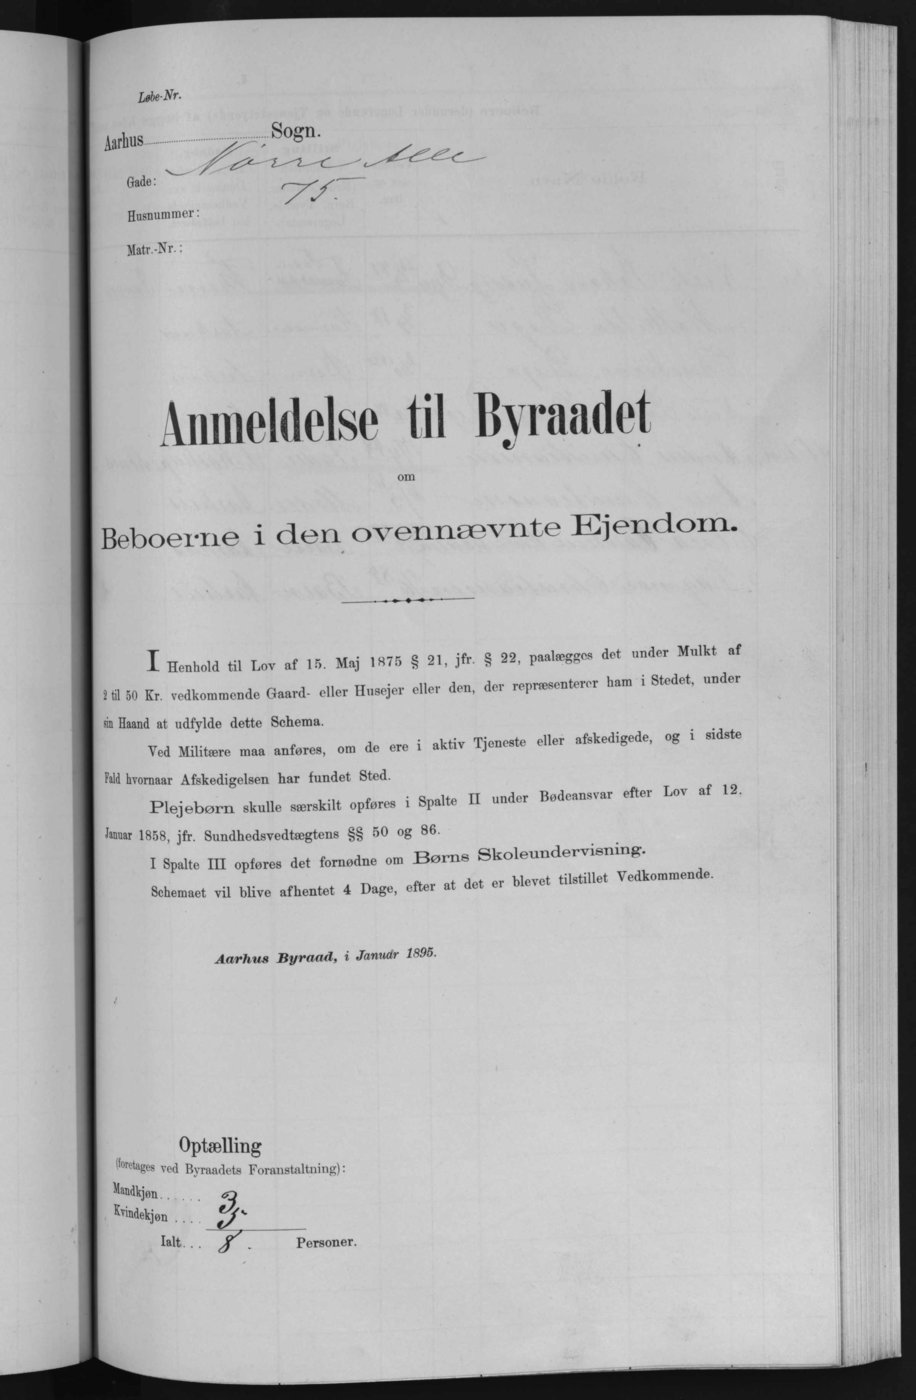 Løbe-Nr.
Aarhus Sogn.
Gade: Nørre Alle
Husnummer: 75.
Matr.-Nr.:
Anmeldelse til Byraadet
om
Beboerne i den ovennævnte Ejendom.
I Henhold til Lov af 15. Maj 1875 § 21, jfr. § 22, paalægges det under Mulkt af
2 til 50 Kr. vedkommende Gaard- eller Husejer eller den, der repræsenterer ham i Stedet, under
sin Haand at udfylde dette Schema.
Ved Militære maa anføres, om de ere i aktiv Tjeneste eller afskedigede, og i sidste
Fald hvornaar Afskedigelsen har fundet Sted.
Plejebørn skulle særskilt opføres i Spalte II under Bødeansvar efter Lov af 12.
Januar 1858, jfr. Sundhedsvedtægtens §§ 50 og 86.
I Spalte III opføres det fornødne om Børns Skoleundervisning.
Schemaet vil blive afhentet 4 Dage, efter at det er blevet tilstillet Vedkommende.
Aarhus Byraad, i Januar 1895.
Optælling
(foretages ved Byraadets Foranstaltning):
Mandkjøn...... 3
Kvindekjøn .... 5.
Ialt... 8. Personer.